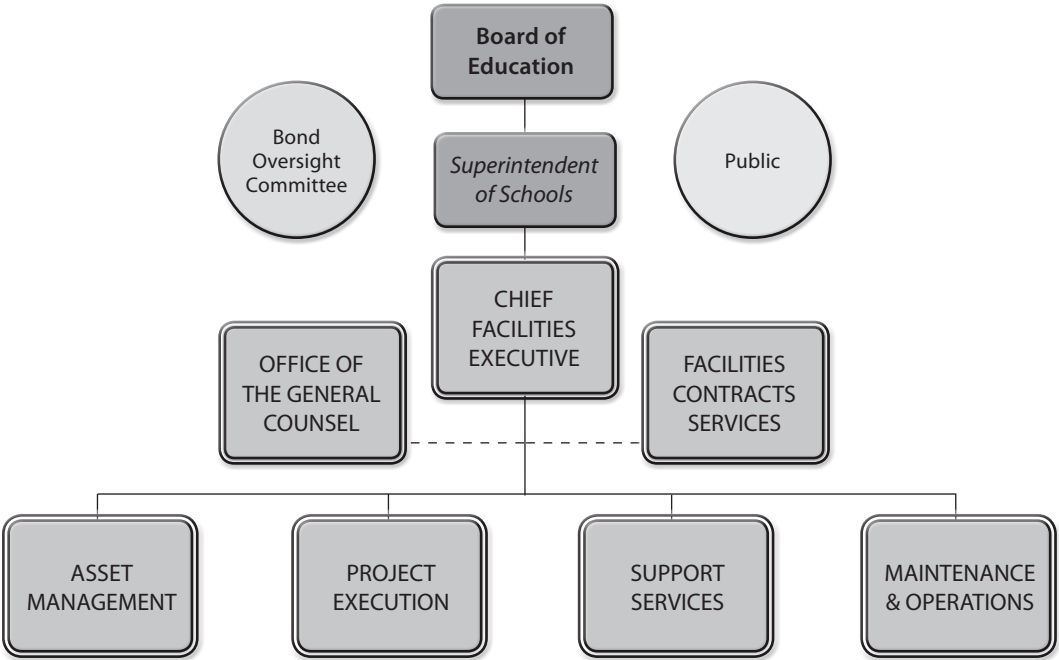 Board of
Education
Bond
Oversight
Committee
Superintendent
of Schools
Public
CHIEF
FACILITIES
EXECUTIVE
OFFICE OF
THE GENERAL
COUNSEL
FACILITIES
CONTRACTS
SERVICES
ASSET
MANAGEMENT
PROJECT
EXECUTION
SUPPORT
SERVICES
MAINTENANCE
& OPERATIONS